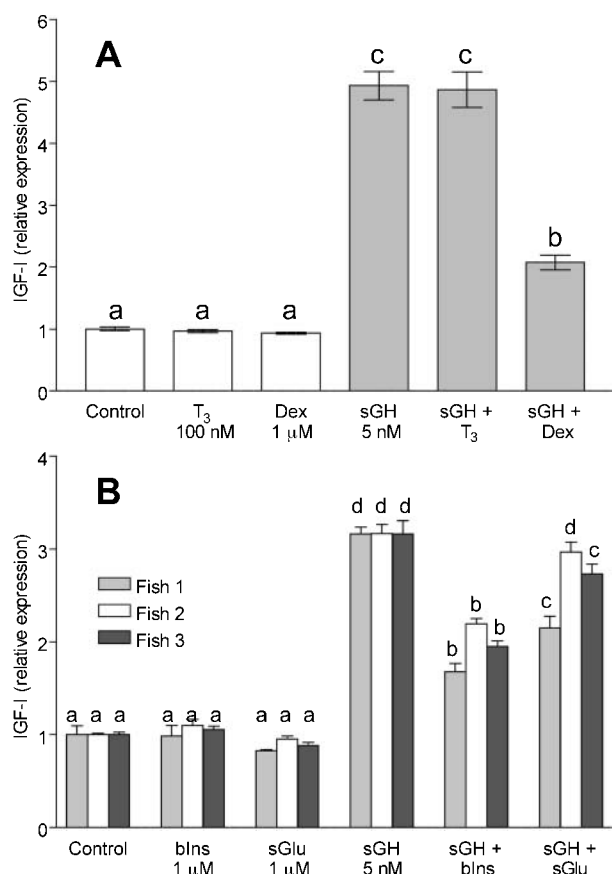 A
IGF-I (relative expression)
6
5
4
3
2
1
0
a a a c c b
Control T₃ Dex sGH sGH + sGH +
100 nM 1 μM 5 nM T₃ Dex
B
IGF-I (relative expression)
4
3
2
1
0
Fish 1
Fish 2
Fish 3
a a a a a a a a a d d d b b b c d c
Control bIns sGlu sGH sGH + sGH +
1 μM 1 μM 5 nM bIns sGlu